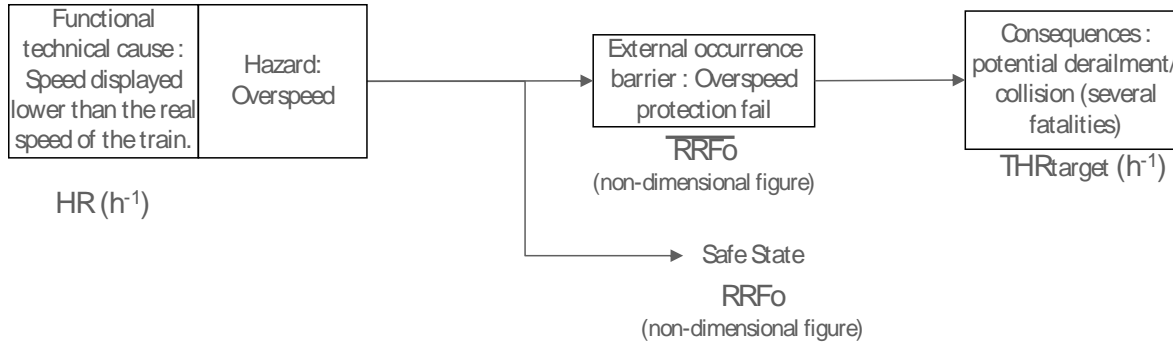 Functional
technical cause :
Speed displayed
lower than the real
speed of the train.
Hazard:
Overspeed
HR (h-1)
External occurrence
barrier : Overspeed
protection fail
RRFo
(non-dimensional figure)
Consequences :
potential derailment/
collision (several
fatalities)
THRtarget (h-1)
Safe State
RRFo
(non-dimensional figure)